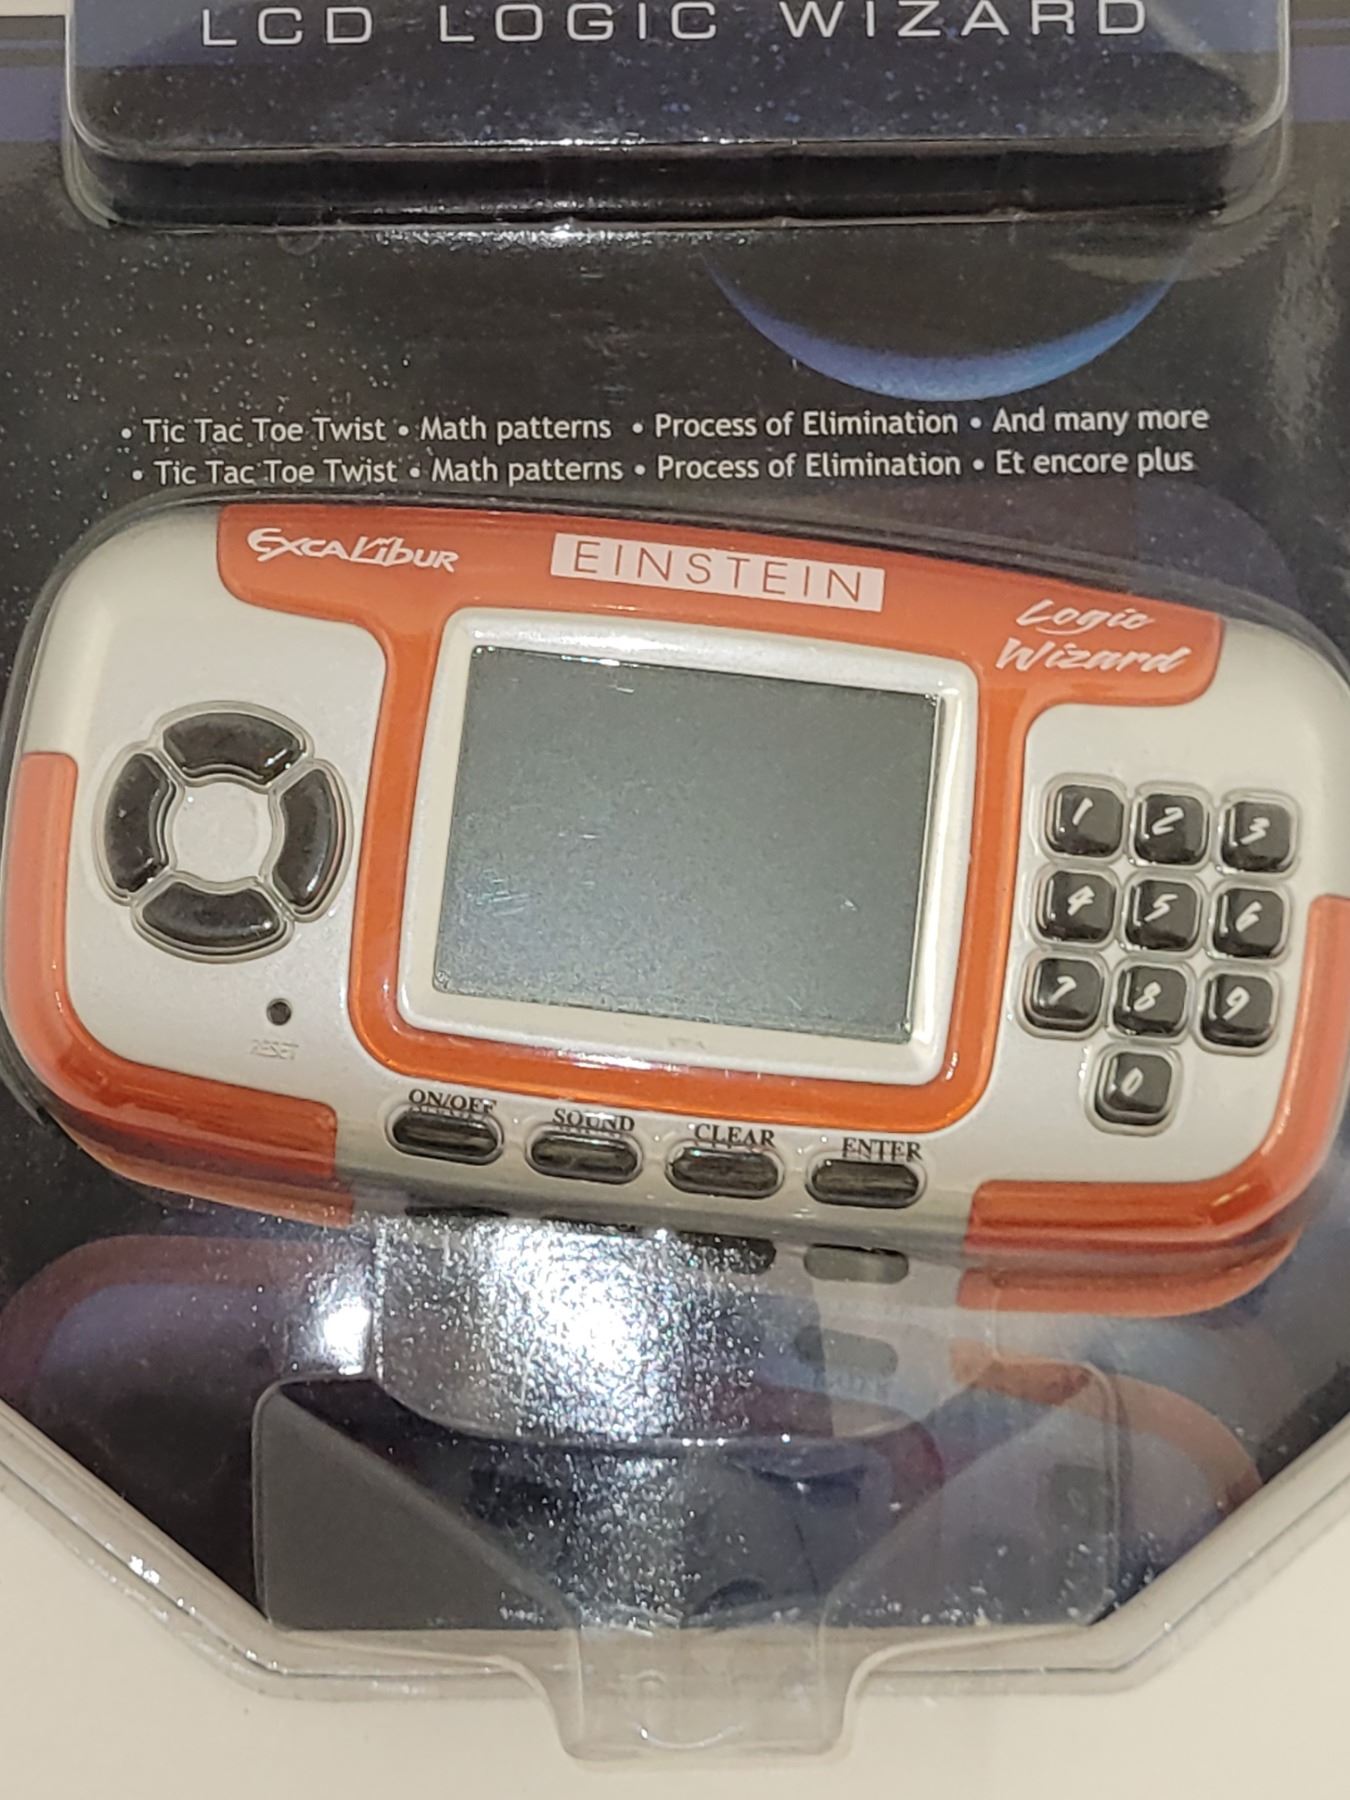 LCD LOGIC WIZARD
• Tic Tac Toe Twist • Math patterns • Process of Elimination • And many more
• Tic Tac Toe Twist • Math patterns • Process of Elimination • Et encore plus
EXCALIBUR
EINSTEIN
Logic
Wizard
1 2 3
4 5 6
7 8 9
0
RESET
ON/OFF SOUND CLEAR ENTER